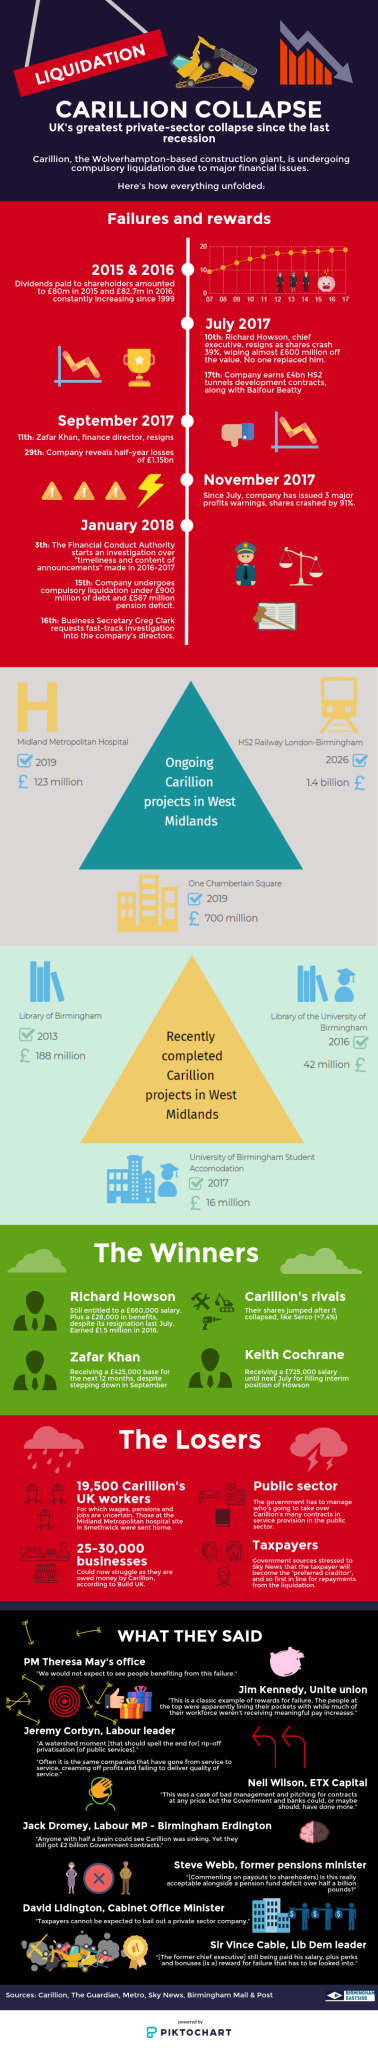 LIQUIDATION
CARILLION COLLAPSE
UK's greatest private-sector collapse since the last
recession
Carillion, the Wolverhampton-based construction giant, is undergoing
compulsory liquidation due to major financial issues.
Here's how everything unfolded:
Failures and rewards
2015 & 2016
Dividends paid to shareholders amounted
to £80m in 2015 and £82.7m in 2016,
constantly increasing since 1999
20
10
0
07 08 09 10 11 12 13 14 15 16 17
July 2017
10th: Richard Howson, chief
executive, resigns as shares crash
39%, wiping almost £600 million off
the value. No one replaced him.
17th: Company earns £4bn HS2
tunnels development contracts,
along with Balfour Beatty
September 2017
11th: Zafar Khan, finance director, resigns
29th: Company reveals half-year losses
of £1.15bn
November 2017
Since July, company has issued 3 major
profits warnings, shares crashed by 91%.
January 2018
3th: The Financial Conduct Authority
starts an investigation over
"timeliness and content of
announcements" made in 2016-2017
15th: Company undergoes
compulsory liquidation under £900
million of debt and £587 million
pension deficit.
16th: Business Secretary Greg Clark
requests fast-track investigation
into the company's directors.
H
Midland Metropolitan Hospital
2019
£ 123 million
HS2 Railway London-Birmingham
2026
1.4 billion £
Ongoing
Carillion
projects in West
Midlands
One Chamberlain Square
2019
£ 700 million
Library of Birmingham
2013
£ 188 million
Library of the University of
Birmingham
2016
42 million £
Recently
completed
Carillion
projects in West
Midlands
University of Birmingham Student
Accomodation
2017
£ 16 million
The Winners
Richard Howson
Still entitled to a £660,000 salary.
Plus a £28,000 in benefits,
despite its resignation last July.
Earned £1.5 million in 2016.
Carillion's rivals
Their shares jumped after it
collapsed, like Serco (+7,4%)
Zafar Khan
Receiving a £425,000 base for
the next 12 months, despite
stepping down in September
Keith Cochrane
Receiving a £725,000 salary
until next July for filling interim
position of Howson
The Losers
19,500 Carillion's
UK workers
For which wages, pensions and
jobs are uncertain. Those at the
Midland Metropolitan hospital site
in Smethwick were sent home.
Public sector
The government has to manage
who's going to take over
Carillion's many contracts in
service provision in the public
sector.
25-30,000
businesses
Could now struggle as they are
owed money by Carillion,
according to Build UK.
Taxpayers
Government sources stressed to
Sky News that the taxpayer will
become the "preferred creditor",
and so first in line for repayments
from the liquidation.
WHAT THEY SAID
PM Theresa May's office
"We would not expect to see people benefiting from this failure."
Jim Kennedy, Unite union
"This is a classic example of rewards for failure. The people at
the top were apparently lining their pockets with while much of
their workforce weren't receiving meaningful pay increases."
Jeremy Corbyn, Labour leader
"A watershed moment [that should spell the end for] rip-off
privatisation [of public services]."
"Often it is the same companies that have gone from service to
service, creaming off profits and failing to deliver quality of
service."
Neil Wilson, ETX Capital
"This was a case of bad management and pitching for contracts
at any price, but the Government and banks could, or maybe
should, have done more."
Jack Dromey, Labour MP - Birmingham Erdington
"Anyone with half a brain could see Carillion was sinking. Yet they
still got £2 billion Government contracts."
Steve Webb, former pensions minister
"[Commenting on payouts to sharehoders] Is this really
acceptable alongside a pension fund deficit over half a billion
pounds?"
David Lidington, Cabinet Office Minister
"Taxpayers cannot be expected to bail out a private sector company."
Sir Vince Cable, Lib Dem leader
"[The former chief executive] still being paid his salary, plus perks
and bonuses [is a] reward for failure that has to be looked into."
Sources: Carillion, The Guardian, Metro, Sky News, Birmingham Mail & Post
BIRMINGHAM
EASTSIDE
powered by
PIKTOCHART